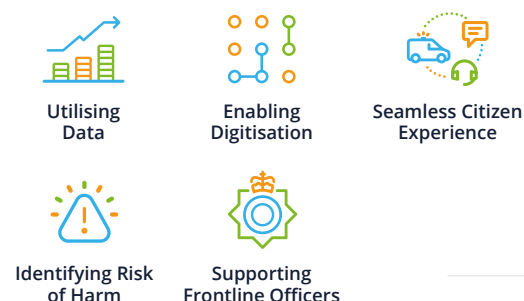 Utilising
Data
Enabling
Digitisation
Seamless Citizen
Experience
Identifying Risk
of Harm
Supporting
Frontline Officers